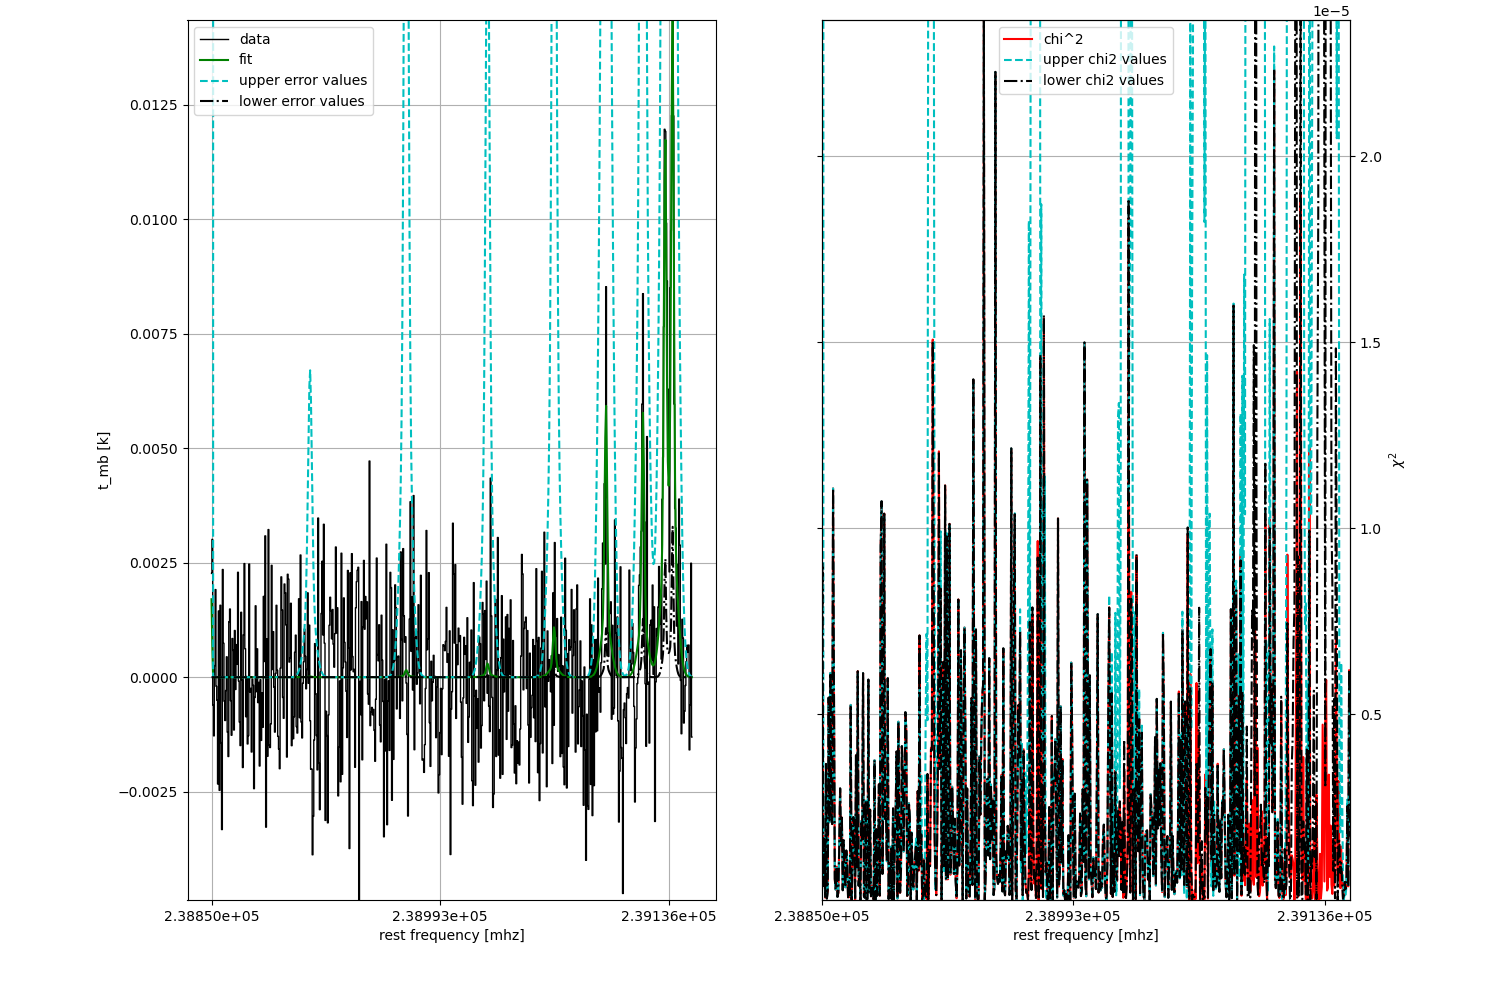 1e−5
data
fit
upper error values
lower error values
chi^2
upper chi2 values
lower chi2 values
0.0125
0.0100
0.0075
0.0050
0.0025
0.0000
−0.0025
t_mb [k]
2.0
1.5
1.0
0.5
χ²
2.38850e+05
2.38993e+05
2.39136e+05
2.38850e+05
2.38993e+05
2.39136e+05
rest frequency [mhz]
rest frequency [mhz]